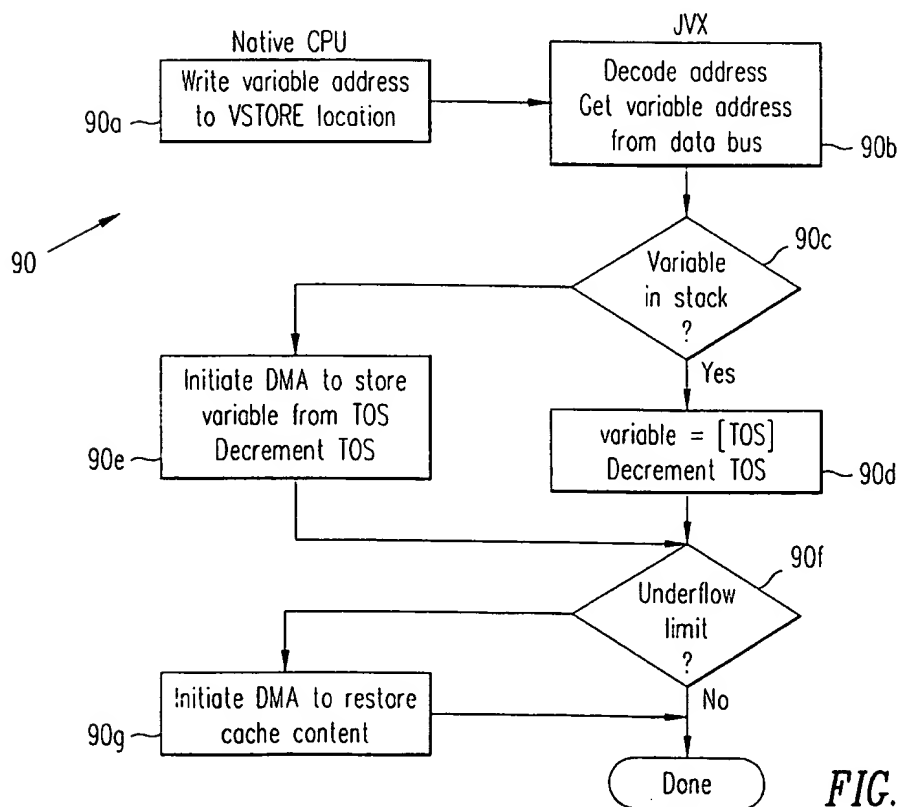 Native CPU
JVX
Write variable address
to VSTORE location
90a
Decode address
Get variable address
from data bus
90b
90
90c
Variable
in stack
?
Yes
Initiate DMA to store
variable from TOS
Decrement TOS
90e
variable = [TOS]
Decrement TOS
90d
90f
Underflow
limit
?
No
Initiate DMA to restore
cache content
90g
Done
FIG.